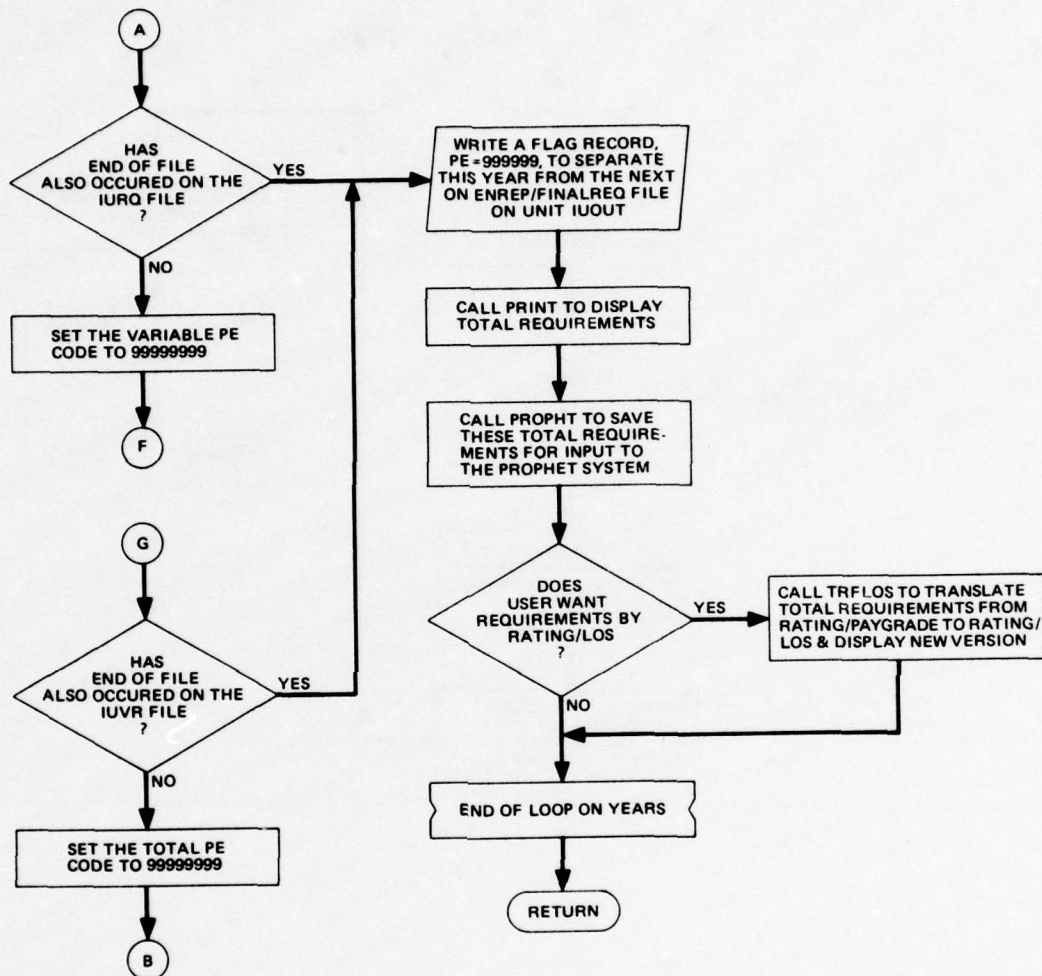 A
HAS
END OF FILE
ALSO OCCURED ON THE
IURQ FILE
?
YES
NO
SET THE VARIABLE PE
CODE TO 99999999
F
G
HAS
END OF FILE
ALSO OCCURED ON THE
IUVR FILE
?
YES
NO
SET THE TOTAL PE
CODE TO 99999999
B
WRITE A FLAG RECORD,
PE=999999, TO SEPARATE
THIS YEAR FROM THE NEXT
ON ENREP/FINALREQ FILE
ON UNIT IUOUT
CALL PRINT TO DISPLAY
TOTAL REQUIREMENTS
CALL PROPHT TO SAVE
THESE TOTAL REQUIRE-
MENTS FOR INPUT TO
THE PROPHET SYSTEM
DOES
USER WANT
REQUIREMENTS BY
RATING/LOS
?
YES
NO
CALL TRFLOS TO TRANSLATE
TOTAL REQUIREMENTS FROM
RATING/PAYGRADE TO RATING/
LOS & DISPLAY NEW VERSION
END OF LOOP ON YEARS
RETURN